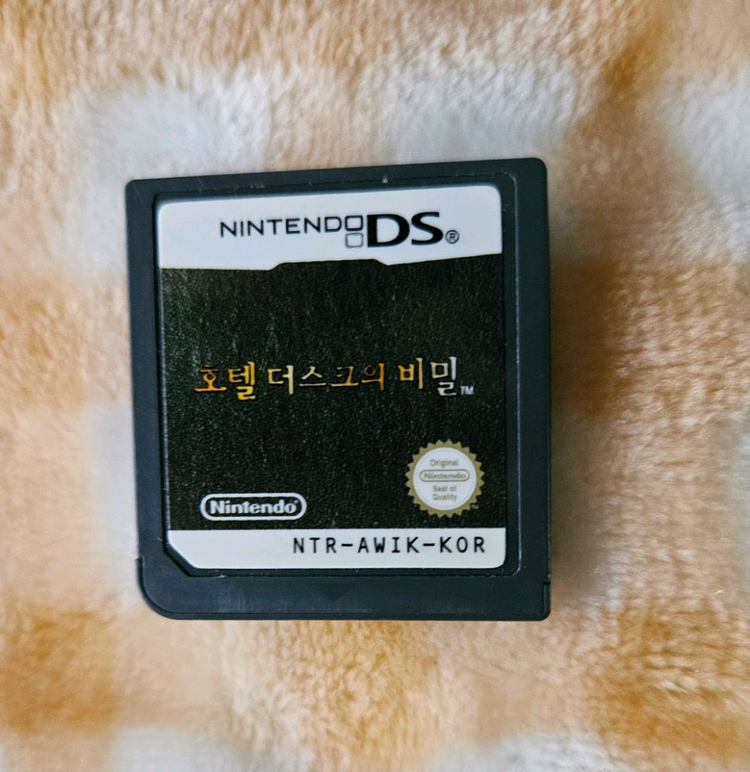 NINTENDO DS®
호텔 더스크의 비밀™
Original
Nintendo
Seal of
Quality
Nintendo®
NTR-AWIK-KOR